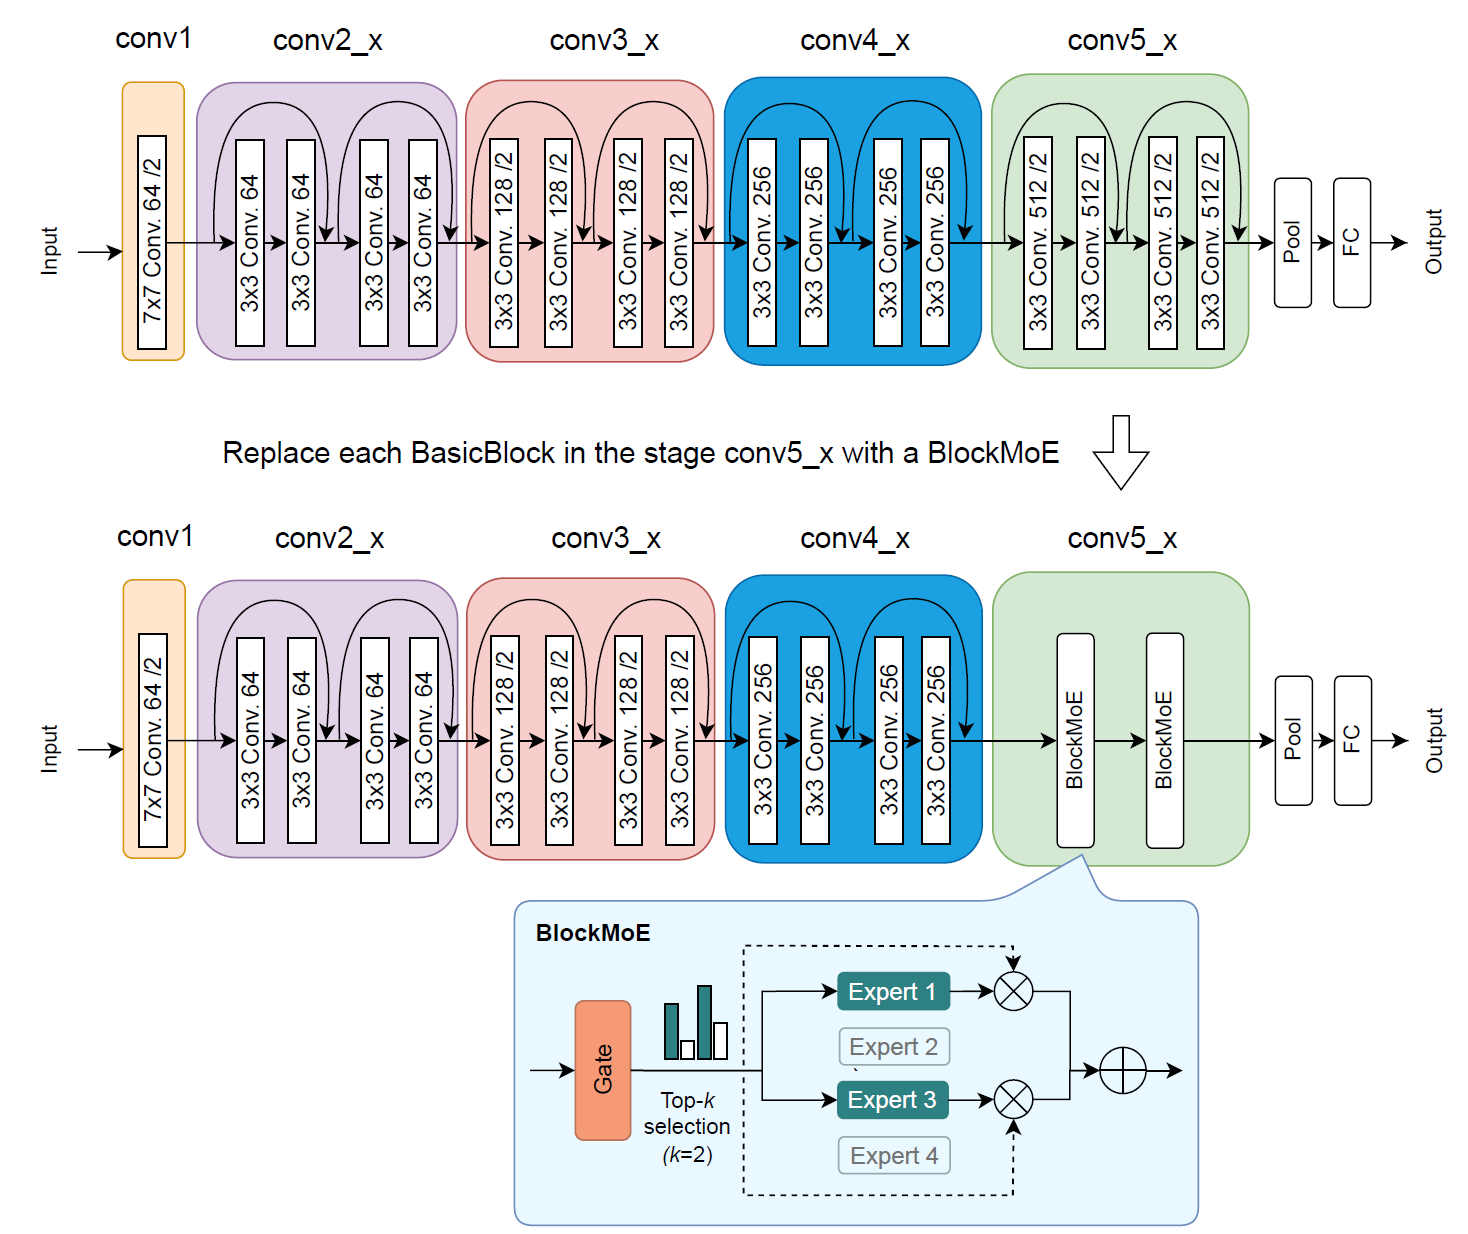 conv1
conv2_x
conv3_x
conv4_x
conv5_x
Input
7x7 Conv. 64 /2
3x3 Conv. 64
3x3 Conv. 64
3x3 Conv. 64
3x3 Conv. 64
3x3 Conv. 128 /2
3x3 Conv. 128 /2
3x3 Conv. 128 /2
3x3 Conv. 128 /2
3x3 Conv. 256
3x3 Conv. 256
3x3 Conv. 256
3x3 Conv. 256
3x3 Conv. 512 /2
3x3 Conv. 512 /2
3x3 Conv. 512 /2
3x3 Conv. 512 /2
Pool
FC
Output
Replace each BasicBlock in the stage conv5_x with a BlockMoE
conv1
conv2_x
conv3_x
conv4_x
conv5_x
Input
7x7 Conv. 64 /2
3x3 Conv. 64
3x3 Conv. 64
3x3 Conv. 64
3x3 Conv. 64
3x3 Conv. 128 /2
3x3 Conv. 128 /2
3x3 Conv. 128 /2
3x3 Conv. 128 /2
3x3 Conv. 256
3x3 Conv. 256
3x3 Conv. 256
3x3 Conv. 256
BlockMoE
BlockMoE
Pool
FC
Output
BlockMoE
Gate
Top-k
selection
(k=2)
Expert 1
Expert 2
Expert 3
Expert 4